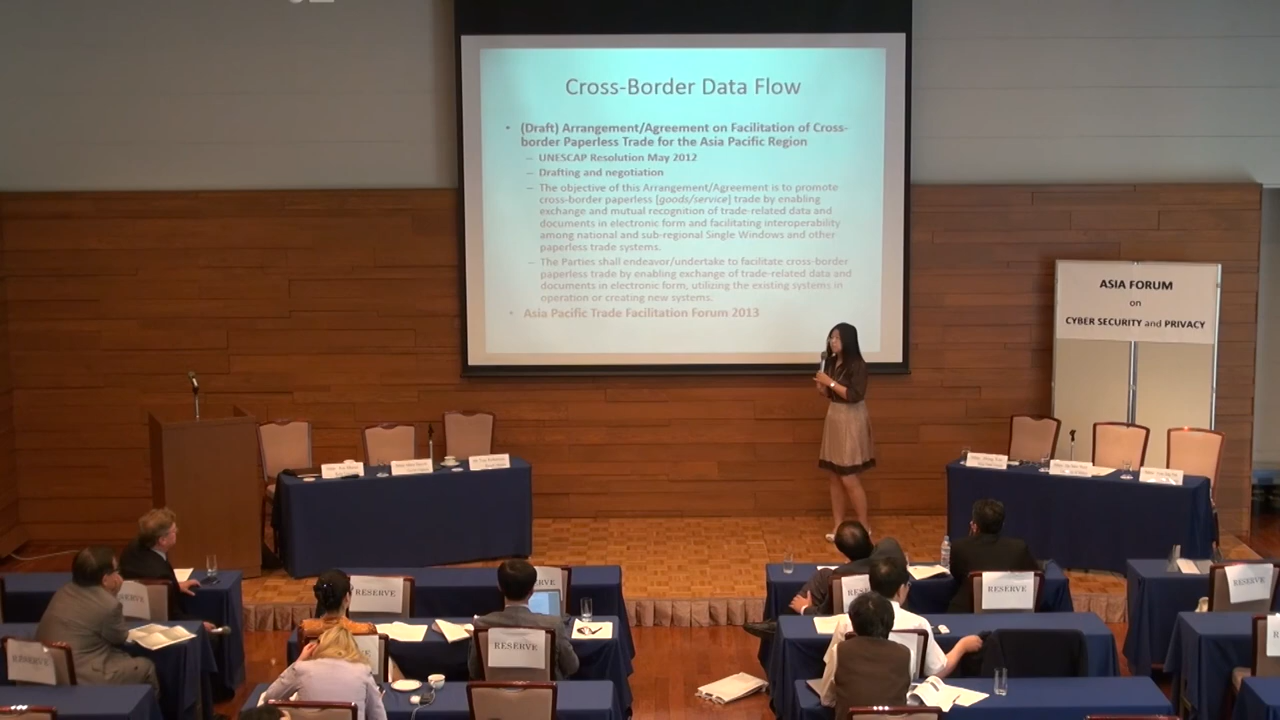 Cross-Border Data Flow
• (Draft) Arrangement/Agreement on Facilitation of Cross-
border Paperless Trade for the Asia Pacific Region
– UNESCAP Resolution May 2012
– Drafting and negotiation
– The objective of this Arrangement/Agreement is to promote
cross-border paperless [goods/service] trade by enabling
exchange and mutual recognition of trade-related data and
documents in electronic form and facilitating interoperability
among national and sub-regional Single Windows and other
paperless trade systems.
– The Parties shall endeavor/undertake to facilitate cross-border
paperless trade by enabling exchange of trade-related data and
documents in electronic form, utilizing the existing systems in
operation or creating new systems.
• Asia Pacific Trade Facilitation Forum 2013
ASIA FORUM
on
CYBER SECURITY and PRIVACY
RESERVE
RESERVE
RESERVE
RESERVE
RESERVE
RESERVE
RESERVE